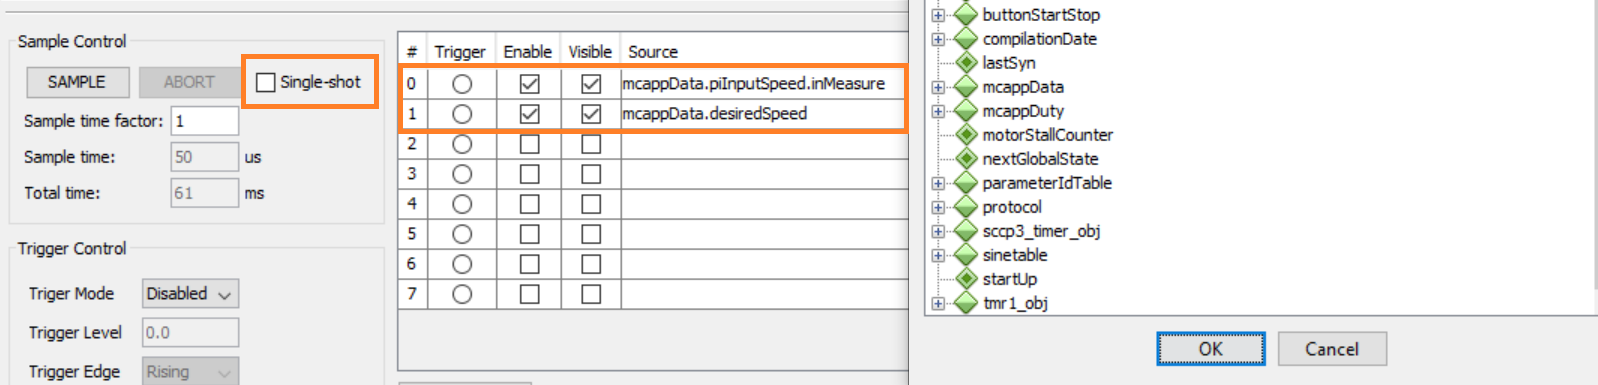 Sample Control
SAMPLE ABORT Single-shot
Sample time factor: 1
Sample time: 50 us
Total time: 61 ms
Trigger Control
Triger Mode Disabled
Trigger Level 0.0
Trigger Edge Rising
# Trigger Enable Visible Source
0 mcappData.piInputSpeed.inMeasure
1 mcappData.desiredSpeed
2
3
4
5
6
7
buttonStartStop
compilationDate
lastSyn
mcappData
mcappDuty
motorStallCounter
nextGlobalState
parameterIdTable
protocol
sccp3_timer_obj
sinetable
startUp
tmr1_obj
OK Cancel